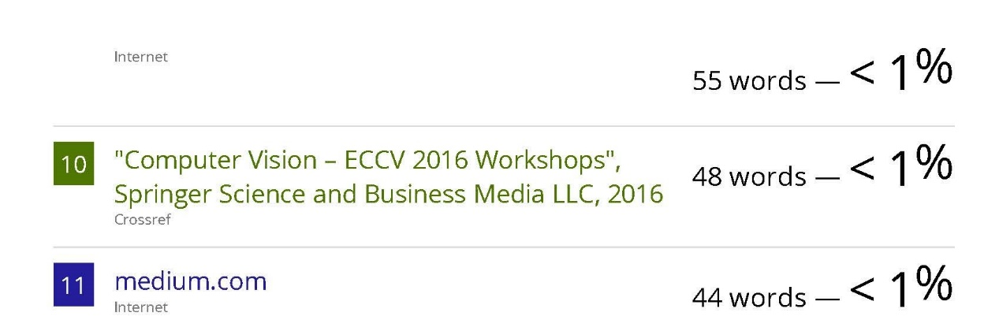 Internet
55 words — < 1%
10 "Computer Vision – ECCV 2016 Workshops",
Springer Science and Business Media LLC, 2016
Crossref
48 words — < 1%
11 medium.com
Internet
44 words — < 1%